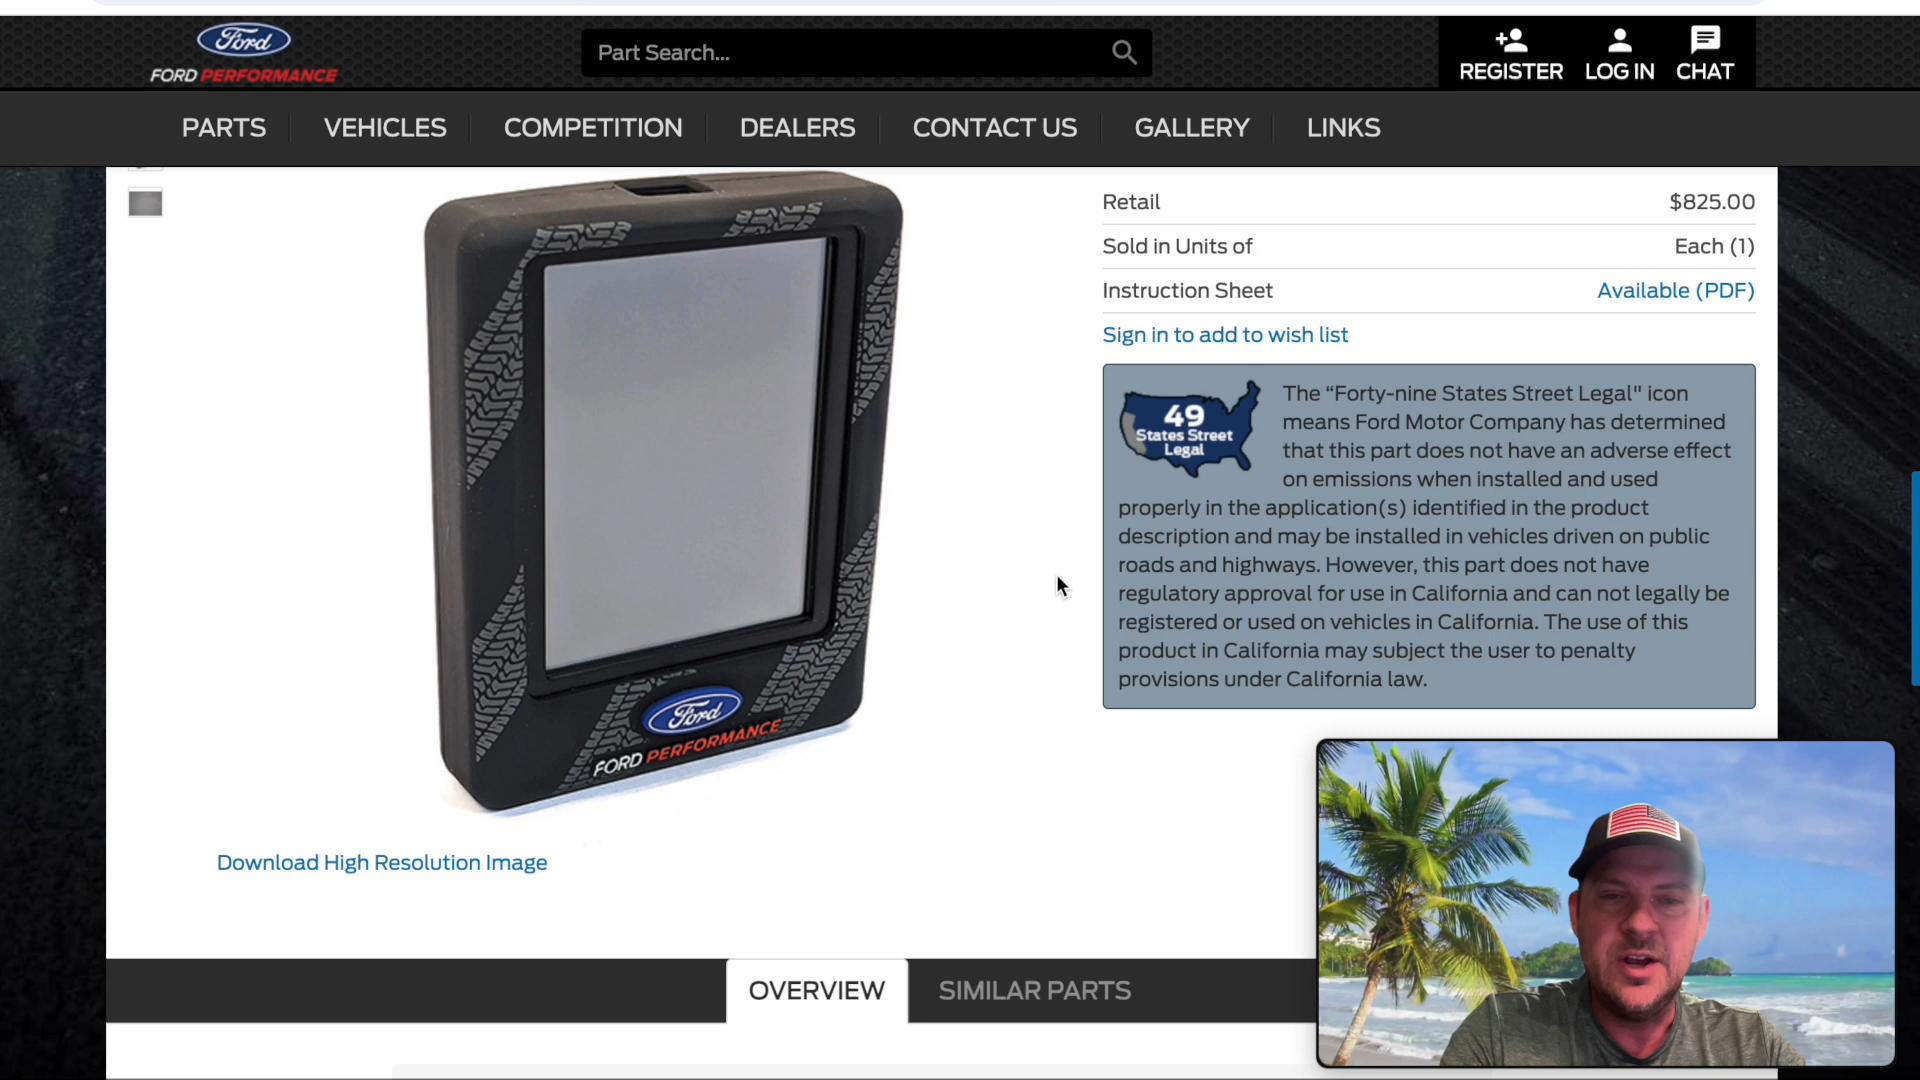 Ford
FORD PERFORMANCE
Part Search...
REGISTER
LOG IN
CHAT
PARTS
VEHICLES
COMPETITION
DEALERS
CONTACT US
GALLERY
LINKS
Retail
$825.00
Sold in Units of
Each (1)
Instruction Sheet
Available (PDF)
Sign in to add to wish list
49
States Street
Legal
The “Forty-nine States Street Legal" icon
means Ford Motor Company has determined
that this part does not have an adverse effect
on emissions when installed and used
properly in the application(s) identified in the product
description and may be installed in vehicles driven on public
roads and highways. However, this part does not have
regulatory approval for use in California and can not legally be
registered or used on vehicles in California. The use of this
product in California may subject the user to penalty
provisions under California law.
Ford
FORD PERFORMANCE
Download High Resolution Image
OVERVIEW
SIMILAR PARTS